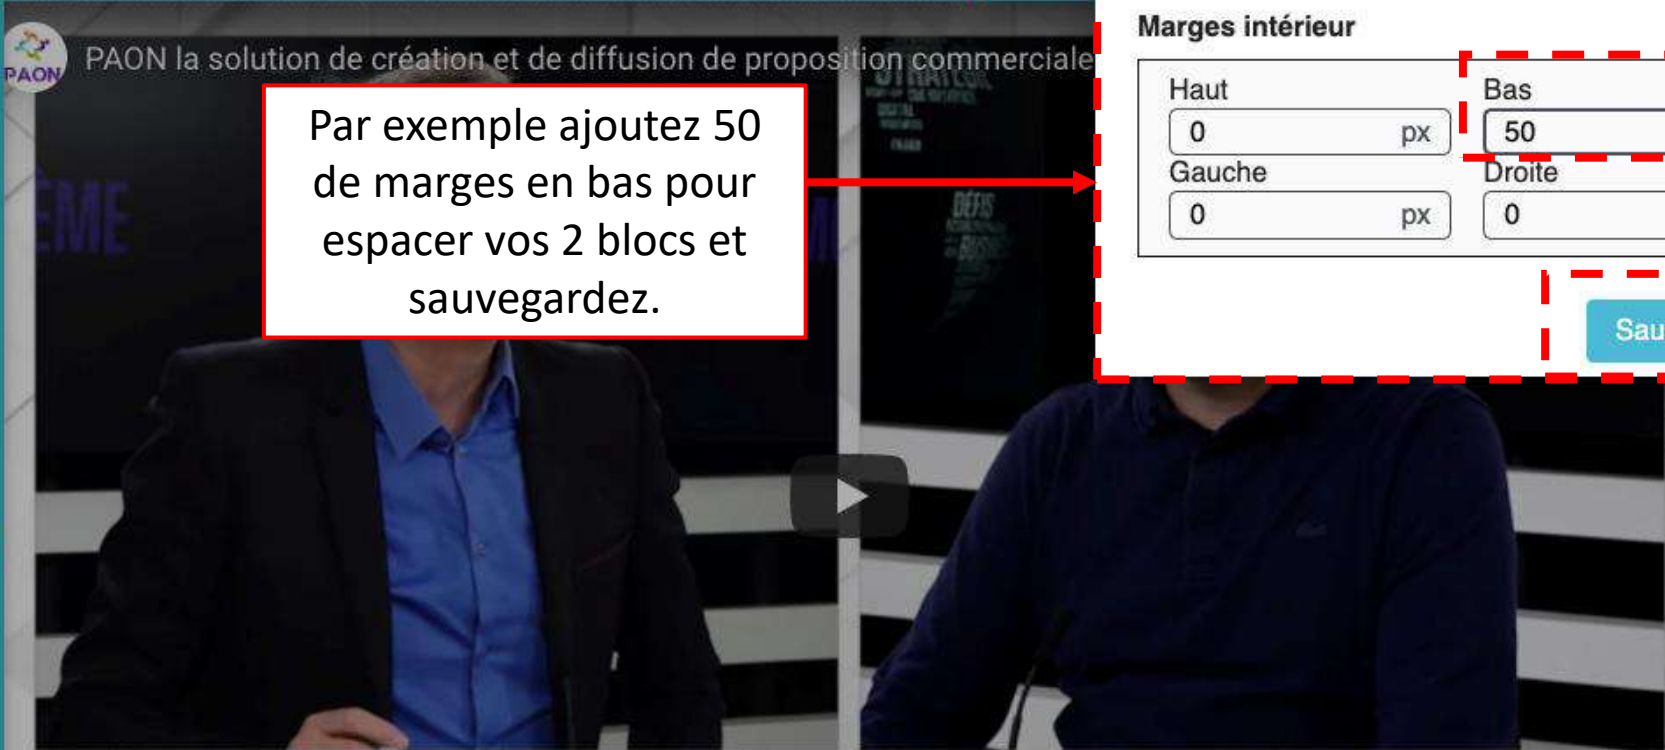 PAON
PAON la solution de création et de diffusion de proposition commerciale
Par exemple ajoutez 50
de marges en bas pour
espacer vos 2 blocs et
sauvegardez.
Marges intérieur
Haut
Bas
0 px
50
Gauche
Droite
0 px
0
Sau
ÈME
DÉFIS